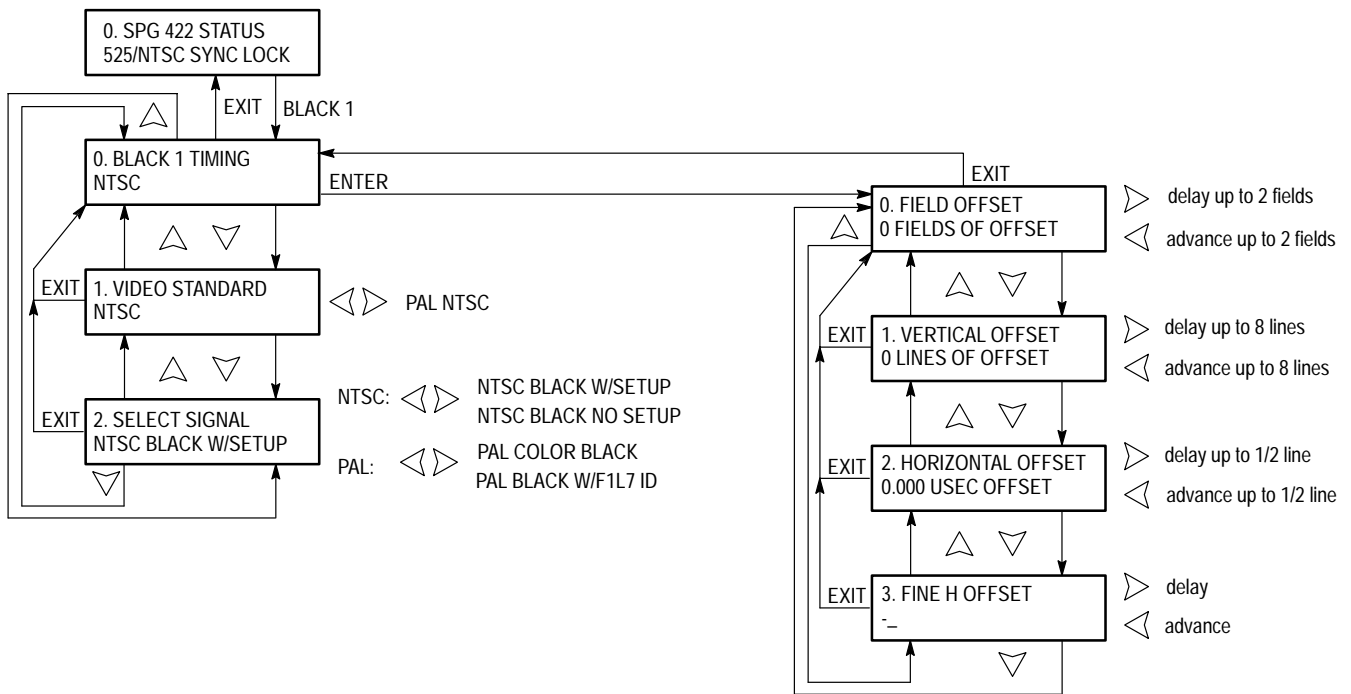 0. SPG 422 STATUS
525/NTSC SYNC LOCK
EXIT
BLACK 1
0. BLACK 1 TIMING
NTSC
ENTER
EXIT
1. VIDEO STANDARD
NTSC
PAL NTSC
EXIT
2. SELECT SIGNAL
NTSC BLACK W/SETUP
NTSC:
NTSC BLACK W/SETUP
NTSC BLACK NO SETUP
PAL:
PAL COLOR BLACK
PAL BLACK W/F1L7 ID
EXIT
0. FIELD OFFSET
0 FIELDS OF OFFSET
delay up to 2 fields
advance up to 2 fields
EXIT
1. VERTICAL OFFSET
0 LINES OF OFFSET
delay up to 8 lines
advance up to 8 lines
EXIT
2. HORIZONTAL OFFSET
0.000 USEC OFFSET
delay up to 1/2 line
advance up to 1/2 line
EXIT
3. FINE H OFFSET
-_
delay
advance